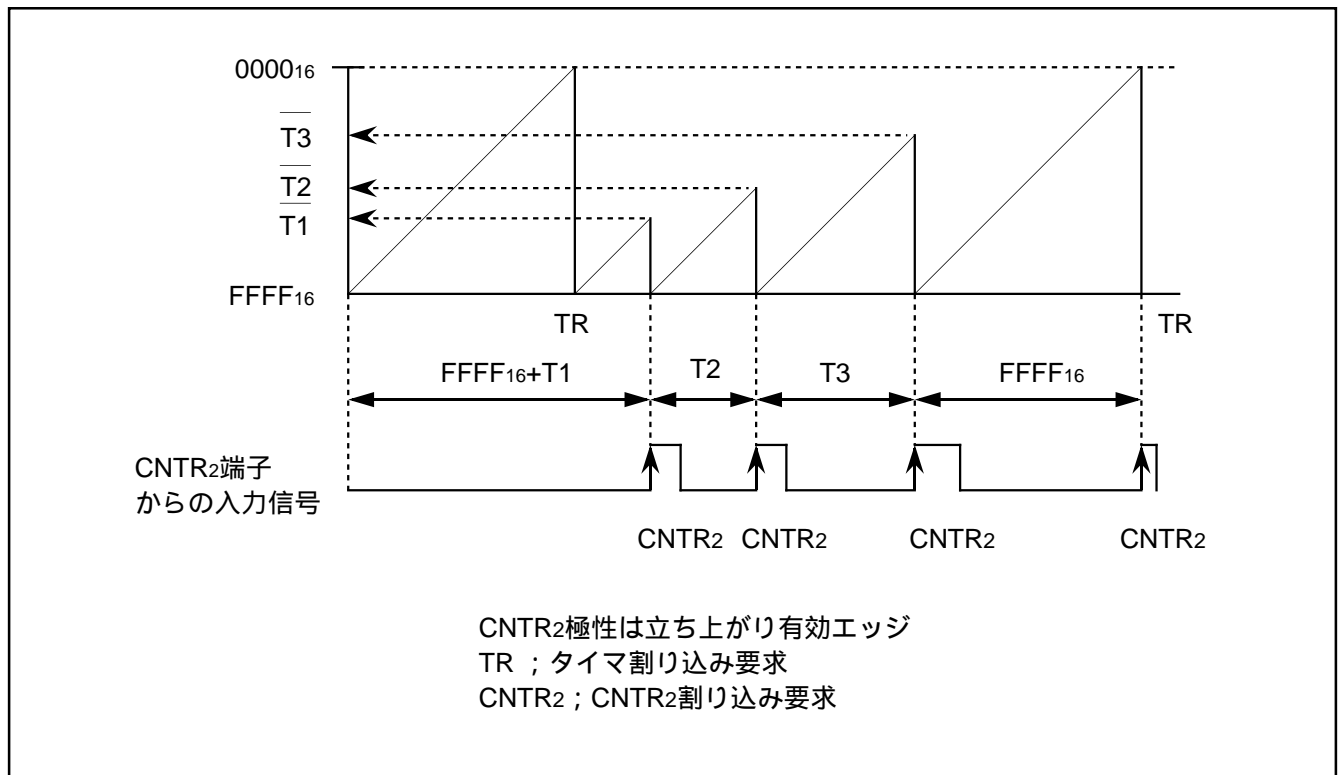 0000₁₆
T3
T2
T1
FFFF₁₆
TR
TR
FFFF₁₆+T1
T2
T3
FFFF₁₆
CNTR₂端子
からの入力信号
CNTR₂ CNTR₂ CNTR₂ CNTR₂
CNTR₂極性は立ち上がり有効エッジ
TR ；タイマ割り込み要求
CNTR₂；CNTR₂割り込み要求